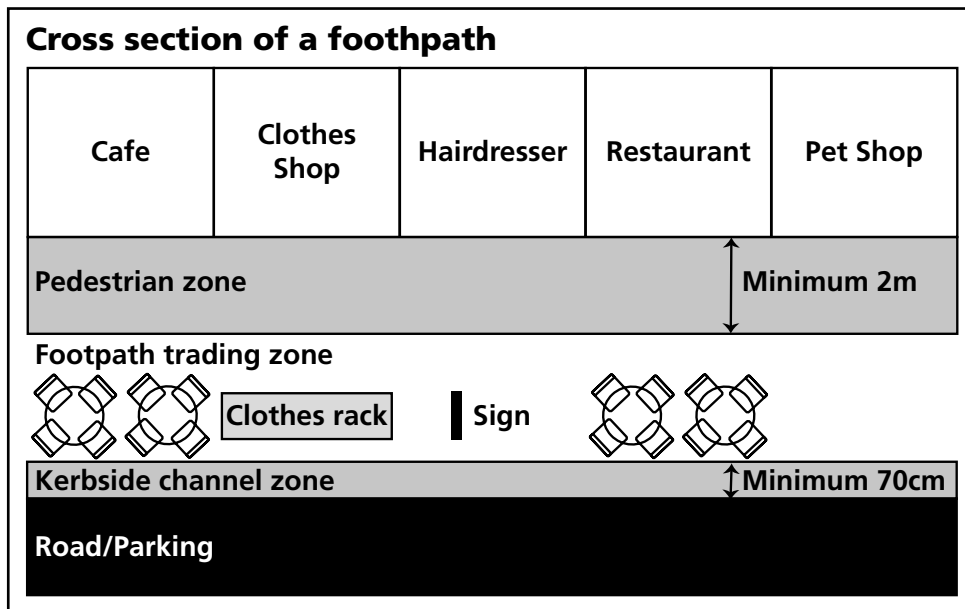 Cross section of a foothpath
Cafe
Clothes
Shop
Hairdresser
Restaurant
Pet Shop
Pedestrian zone
Minimum 2m
Footpath trading zone
Clothes rack
Sign
Kerbside channel zone
Minimum 70cm
Road/Parking